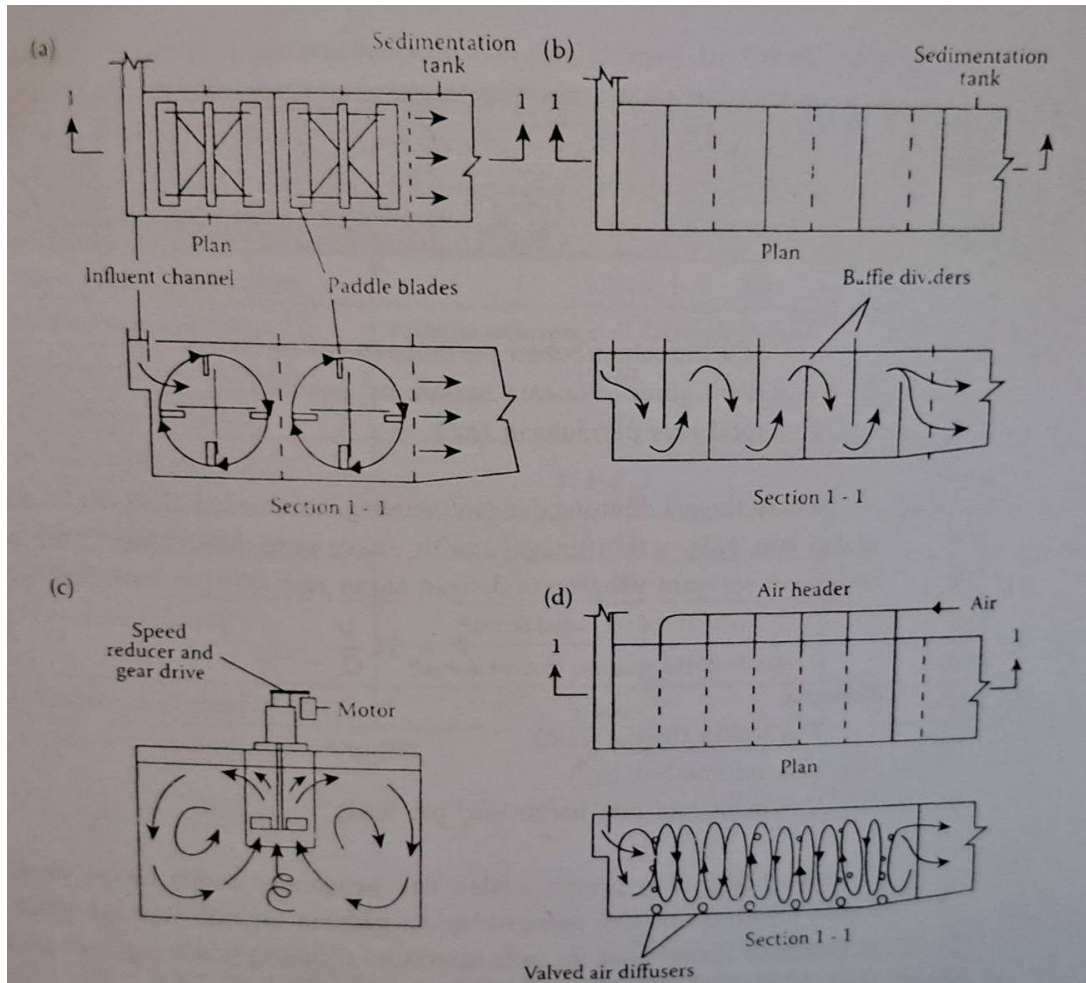 (a)
Sedimentation
tank
1
1
Plan
Influent channel
Paddle blades
Section 1 - 1
(b)
Sedimentation
tank
1
Plan
Baffle dividers
Section 1 - 1
(c)
Speed
reducer and
gear drive
Motor
(d)
Air header
Air
1
1
Plan
Section 1 - 1
Valved air diffusers